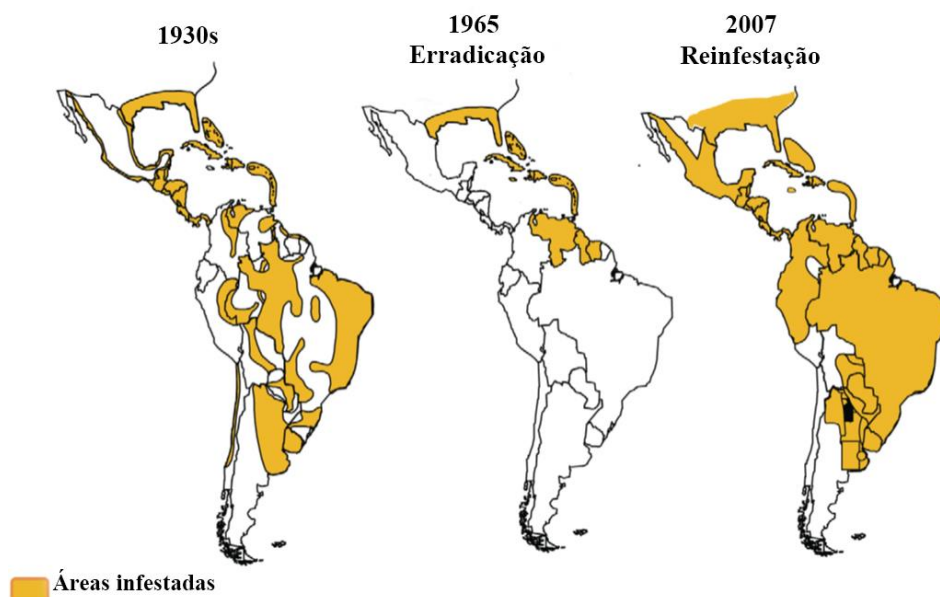 1930s
1965
Erradicação
2007
Reinfestação
Áreas infestadas